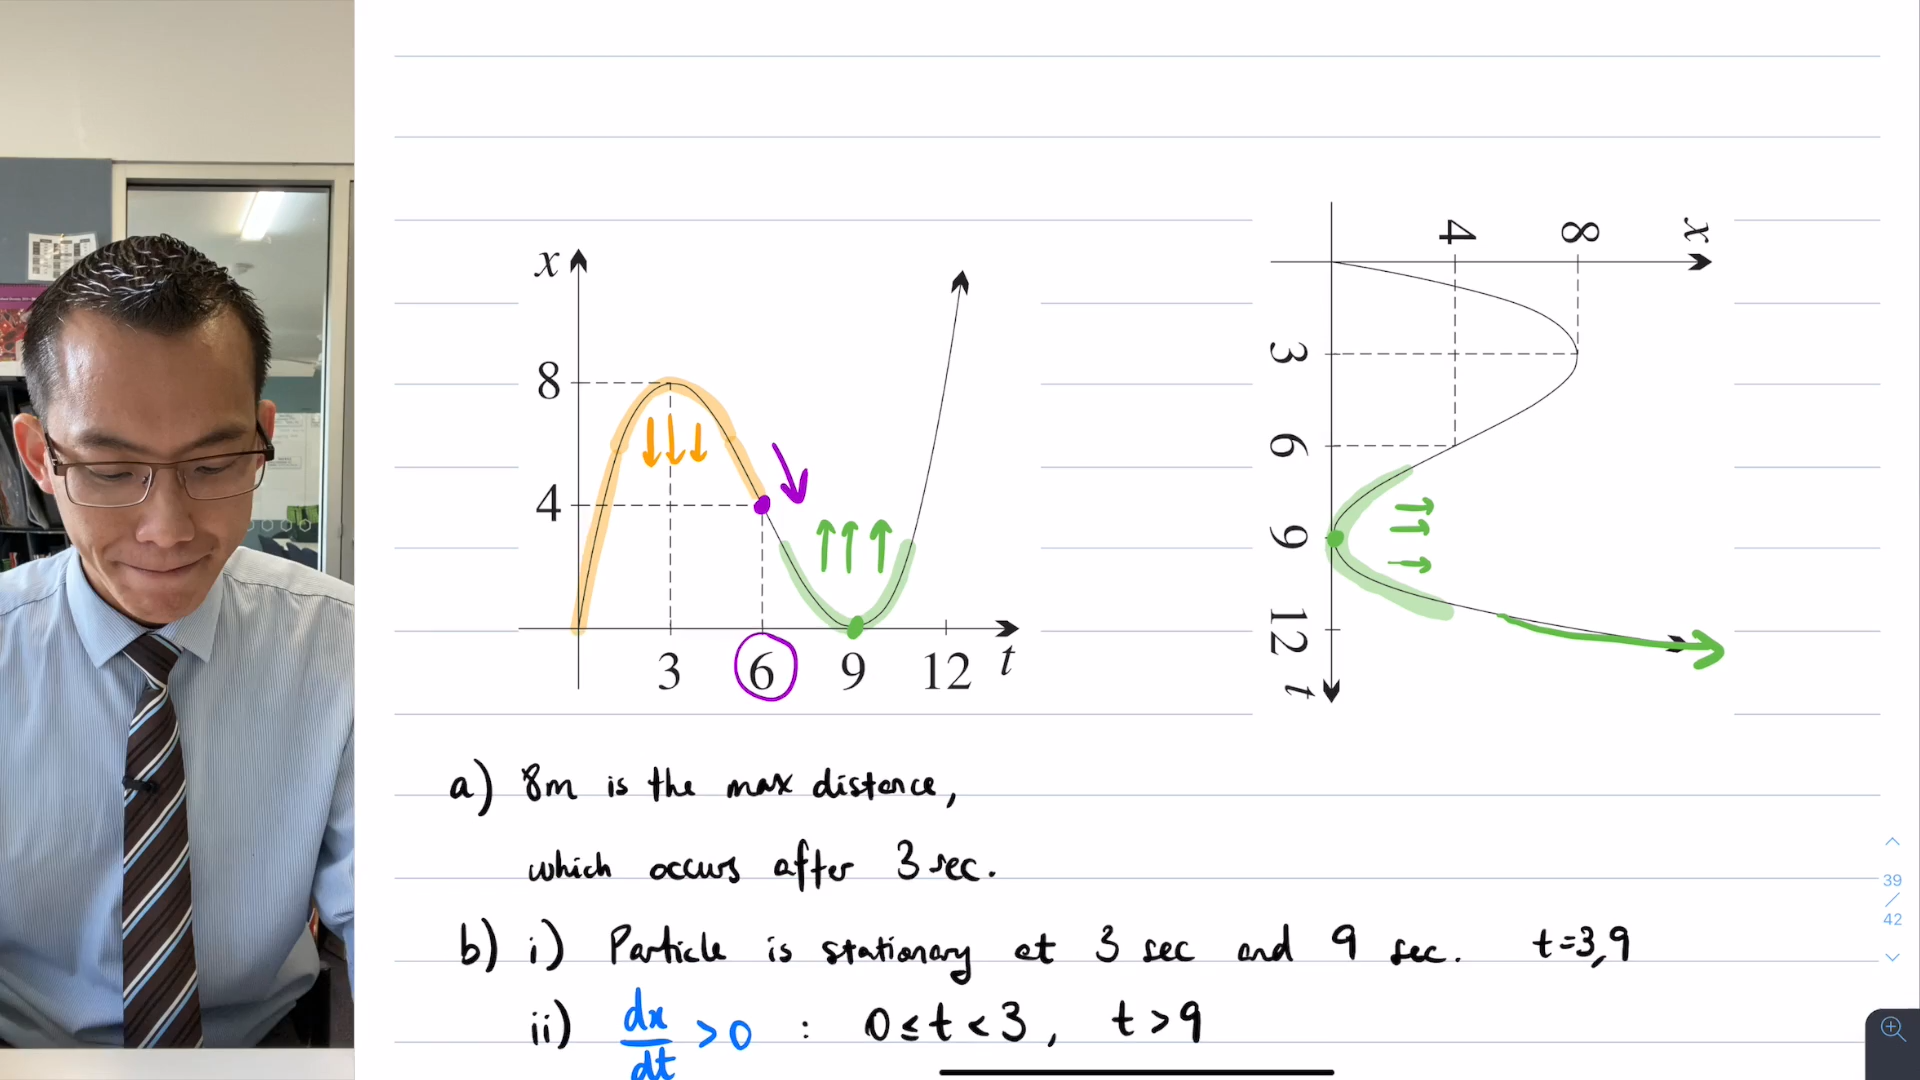 x
8
4
3 6 9 12 t
4 8 x
3
6
9
12
t
a) 8m is the max distance,
which occurs after 3 sec.
b) i) Particle is stationary at 3 sec and 9 sec. t=3,9
ii) dx/dt >0 : 0≤t<3, t>9
39
/
42